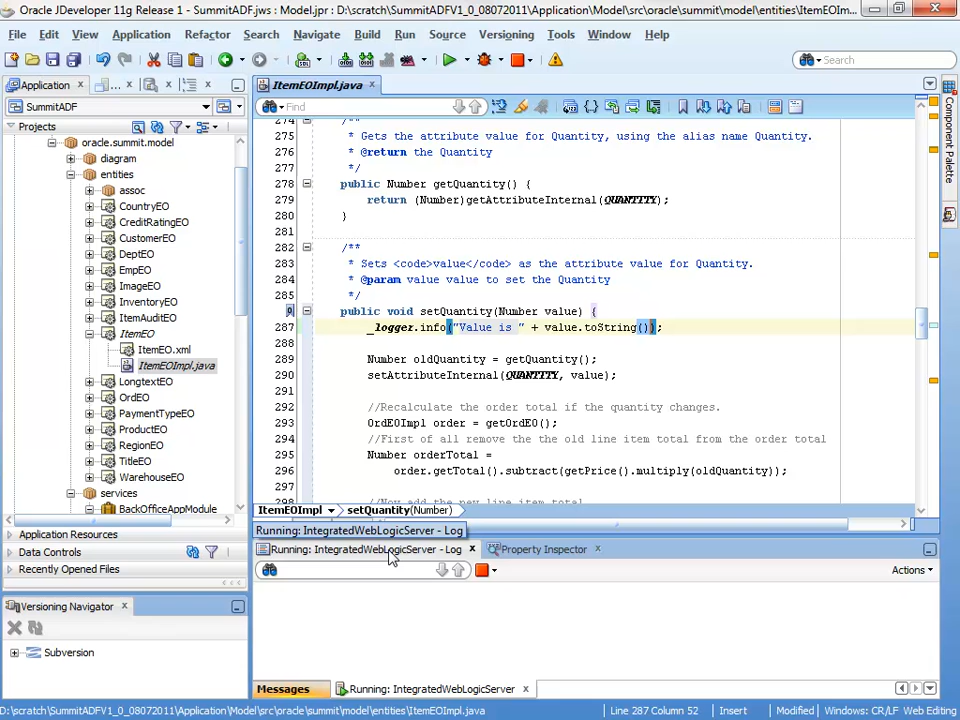 Oracle JDeveloper 11g Release 1 - SummitADF.jws : Model.jpr : D:\scratch\SummitADFV1_0_08072011\Application\Model\src\oracle\summit\model\entities\ItemEOIm...
File Edit View Application Refactor Search Navigate Build Run Source Versioning Tools Window Help
Search
Application
...
ItemEOImpl.java
SummitADF
Find
Projects
oracle.summit.model
diagram
entities
assoc
CountryEO
CreditRatingEO
CustomerEO
DeptEO
EmpEO
ImageEO
InventoryEO
ItemAuditEO
ItemEO
ItemEO.xml
ItemEOImpl.java
LongtextEO
OrdEO
PaymentTypeEO
ProductEO
RegionEO
TitleEO
WarehouseEO
services
BackOfficeAppModule
Application Resources
Data Controls
Recently Opened Files
Versioning Navigator
Subversion
274 /**
275 * Gets the attribute value for Quantity, using the alias name Quantity.
276 * @return the Quantity
277 */
278 public Number getQuantity() {
279 return (Number)getAttributeInternal(QUANTITY);
280 }
281
282 /**
283 * Sets <code>value</code> as the attribute value for Quantity.
284 * @param value value to set the Quantity
285 */
public void setQuantity(Number value) {
287 _logger.info("Value is " + value.toString());
288
289 Number oldQuantity = getQuantity();
290 setAttributeInternal(QUANTITY, value);
291
292 //Recalculate the order total if the quantity changes.
293 OrdEOImpl order = getOrdEO();
294 //First of all remove the the old line item total from the order total
295 Number orderTotal =
296 order.getTotal().subtract(getPrice().multiply(oldQuantity));
297
298 //Now add the new line item total
ItemEOImpl setQuantity(Number)
Running: IntegratedWebLogicServer - Log
Running: IntegratedWebLogicServer - Log Property Inspector
Actions
Messages Running: IntegratedWebLogicServer
Component Palette
D:\scratch\SummitADFV1_0_08072011\Application\Model\src\oracle\summit\model\entities\ItemEOImpl.java Line 287 Column 52 Insert Modified Windows: CR/LF Web Editing